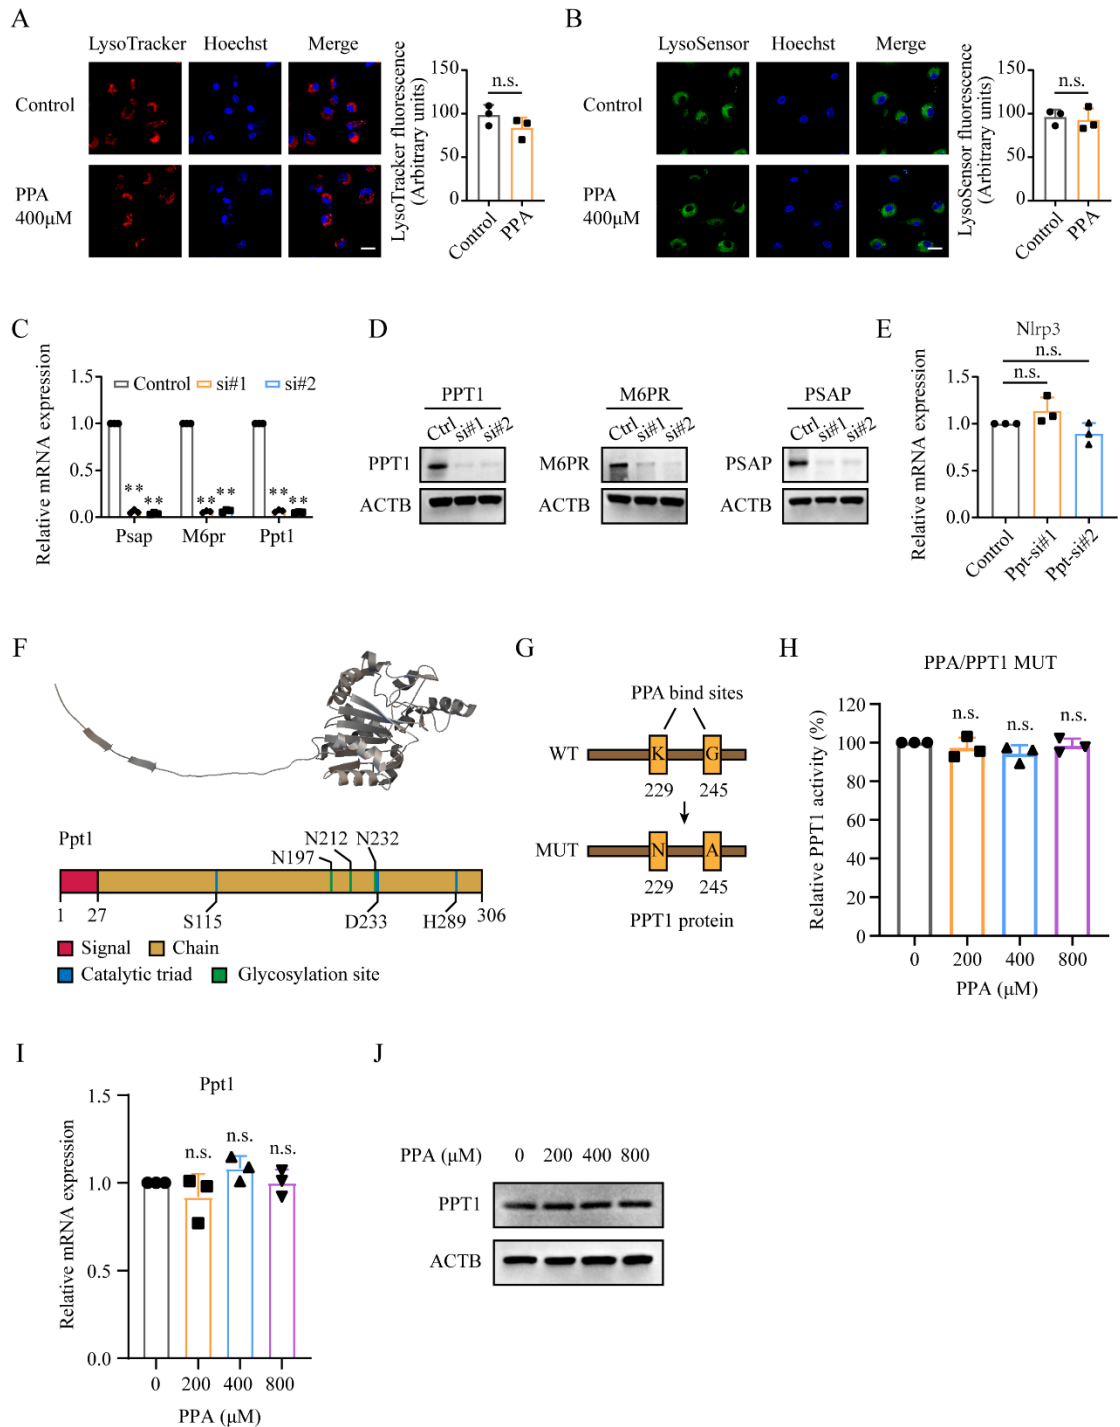 A
LysoTracker Hoechst Merge
Control
PPA
400μM
LysoTracker fluorescence
(Arbitrary units)
150
100
50
0
n.s.
Control PPA
B
LysoSensor Hoechst Merge
Control
PPA
400μM
LysoSensor fluorescence
(Arbitrary units)
150
100
50
0
n.s.
Control PPA
C
Relative mRNA expression
1.5
1.0
0.5
0.0
Control si#1 si#2
** ** ** ** ** **
Psap M6pr Ppt1
D
PPT1
Ctrl si#1 si#2
PPT1
ACTB
M6PR
Ctrl si#1 si#2
M6PR
ACTB
PSAP
Ctrl si#1 si#2
PSAP
ACTB
E
Nlrp3
Relative mRNA expression
1.5
1.0
0.5
0.0
n.s.
n.s.
Control Ppt-si#1 Ppt-si#2
F
Ppt1
N197 N212 N232
1 27 S115 D233 H289 306
Signal Chain
Catalytic triad Glycosylation site
G
PPA bind sites
WT K G
229 245
MUT N A
229 245
PPT1 protein
H
PPA/PPT1 MUT
Relative PPT1 activity (%)
120
100
80
60
40
20
0
n.s. n.s. n.s.
0 200 400 800
PPA (μM)
I
Ppt1
Relative mRNA expression
1.5
1.0
0.5
0.0
n.s. n.s. n.s.
0 200 400 800
PPA (μM)
J
PPA (μM) 0 200 400 800
PPT1
ACTB